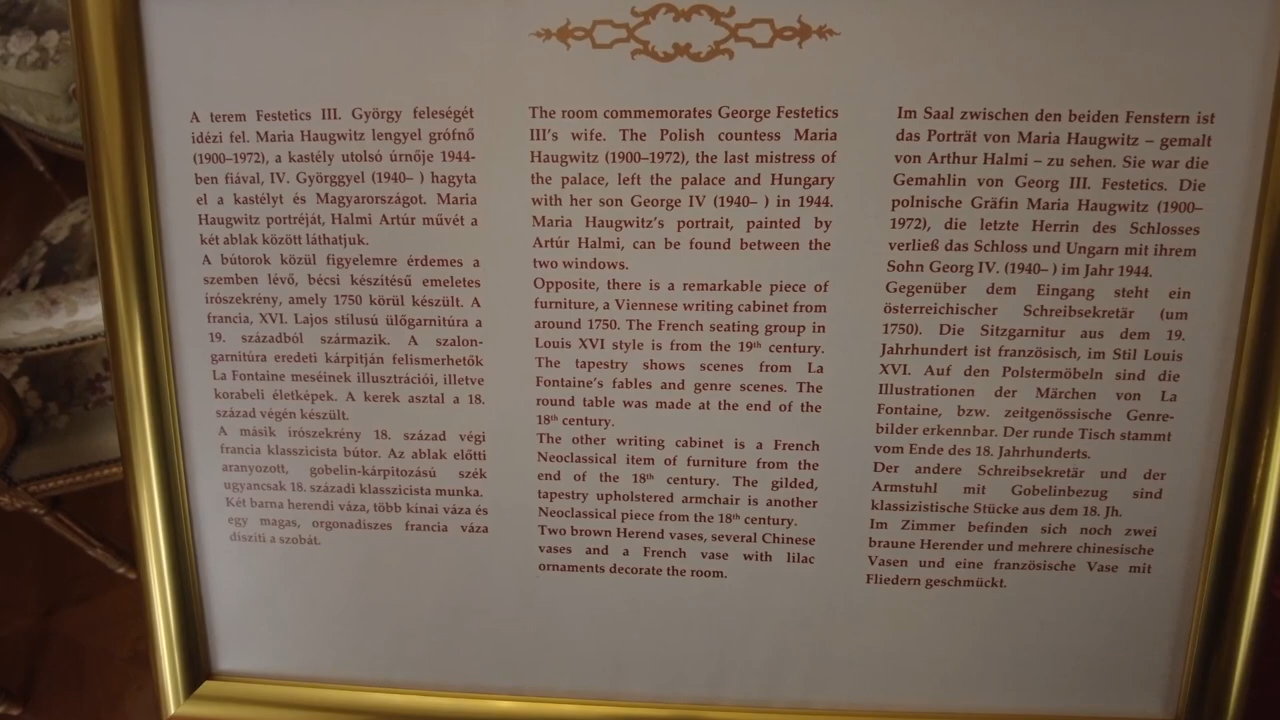 A terem Festetics III. György feleségét
idézi fel. Maria Haugwitz lengyel grófnő
(1900–1972), a kastély utolsó úrnője 1944-
ben fiával, IV. Györggyel (1940– ) hagyta
el a kastélyt és Magyarországot. Maria
Haugwitz portréját, Halmi Artúr művét a
két ablak között láthatjuk.
A bútorok közül figyelemre érdemes a
szemben lévő, bécsi készítésű emeletes
írószekrény, amely 1750 körül készült. A
francia, XVI. Lajos stílusú ülőgarnitúra a
19. századból származik. A szalon-
garnitúra eredeti kárpitján felismerhetők
La Fontaine meséinek illusztrációi, illetve
korabeli életképek. A kerek asztal a 18.
század végén készült.
A másik írószekrény 18. század végi
francia klasszicista bútor. Az ablak előtti
aranyozott, gobelin-kárpitozású szék
ugyancsak 18. századi klasszicista munka.
Két barna herendi váza, több kínai váza és
egy magas, orgonadíszes francia váza
díszíti a szobát.
The room commemorates George Festetics
III's wife. The Polish countess Maria
Haugwitz (1900–1972), the last mistress of
the palace, left the palace and Hungary
with her son George IV (1940– ) in 1944.
Maria Haugwitz's portrait, painted by
Artúr Halmi, can be found between the
two windows.
Opposite, there is a remarkable piece of
furniture, a Viennese writing cabinet from
around 1750. The French seating group in
Louis XVI style is from the 19th century.
The tapestry shows scenes from La
Fontaine's fables and genre scenes. The
round table was made at the end of the
18th century.
The other writing cabinet is a French
Neoclassical item of furniture from the
end of the 18th century. The gilded,
tapestry upholstered armchair is another
Neoclassical piece from the 18th century.
Two brown Herend vases, several Chinese
vases and a French vase with lilac
ornaments decorate the room.
Im Saal zwischen den beiden Fenstern ist
das Porträt von Maria Haugwitz – gemalt
von Arthur Halmi – zu sehen. Sie war die
Gemahlin von Georg III. Festetics. Die
polnische Gräfin Maria Haugwitz (1900–
1972), die letzte Herrin des Schlosses
verließ das Schloss und Ungarn mit ihrem
Sohn Georg IV. (1940– ) im Jahr 1944.
Gegenüber dem Eingang steht ein
österreichischer Schreibsekretär (um
1750). Die Sitzgarnitur aus dem 19.
Jahrhundert ist französisch, im Stil Louis
XVI. Auf den Polstermöbeln sind die
Illustrationen der Märchen von La
Fontaine, bzw. zeitgenössische Genre-
bilder erkennbar. Der runde Tisch stammt
vom Ende des 18. Jahrhunderts.
Der andere Schreibsekretär und der
Armstuhl mit Gobelinbezug sind
klassizistische Stücke aus dem 18. Jh.
Im Zimmer befinden sich noch zwei
braune Herender und mehrere chinesische
Vasen und eine französische Vase mit
Fliedern geschmückt.